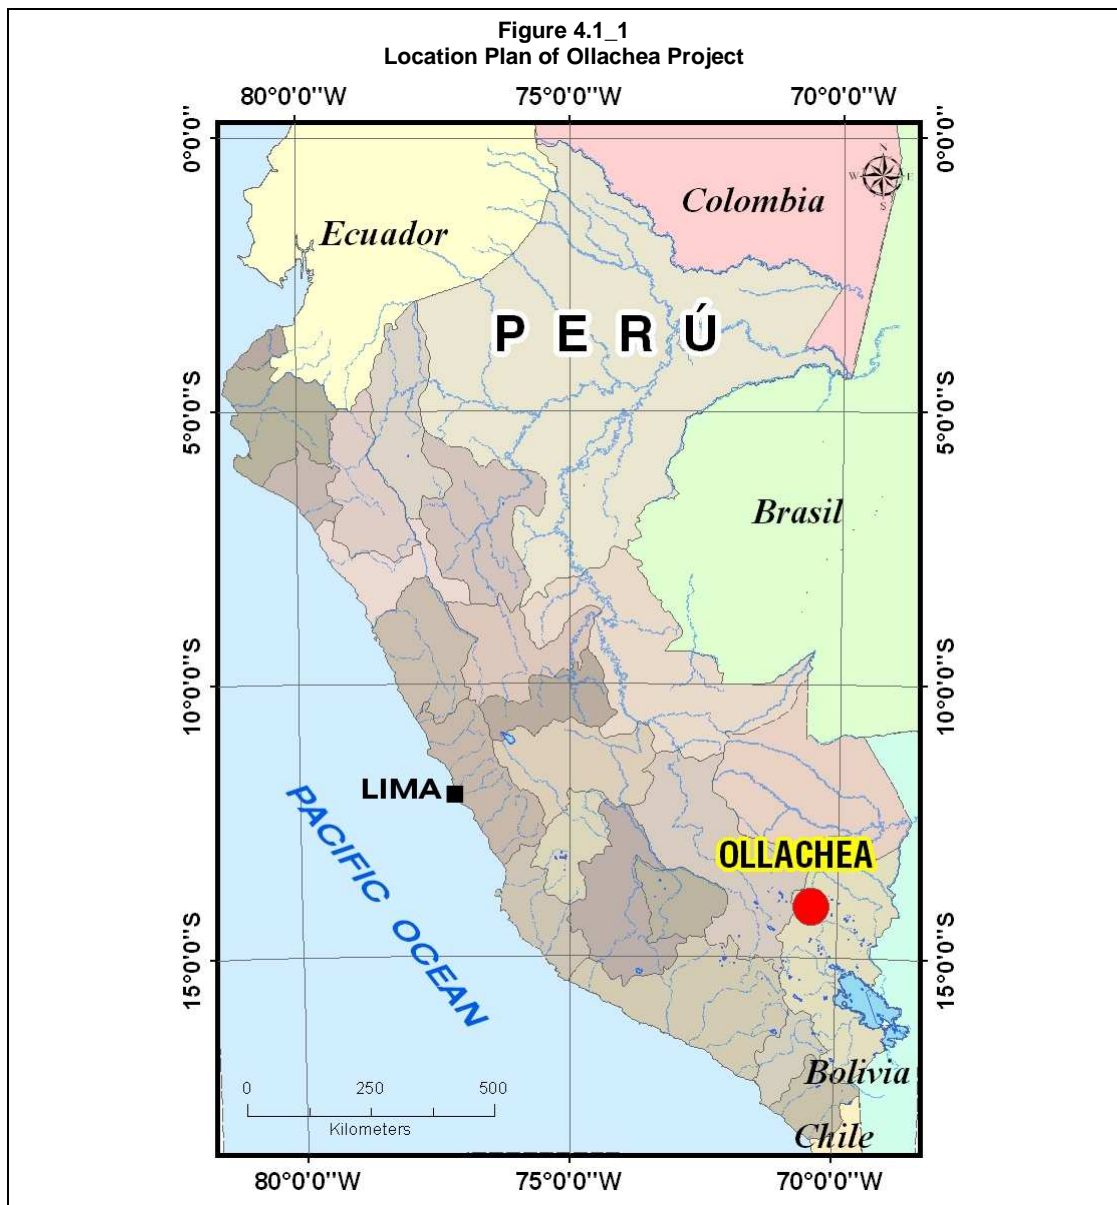 Figure 4.1_1
Location Plan of Ollachea Project
80°0'0"W 75°0'0"W 70°0'0"W
0°0'0"
0°0'0"
N
W E
S
Colombia
Ecuador
PERÚ
5°0'0"S
5°0'0"S
Brasil
10°0'0"S
10°0'0"S
LIMA
PACIFIC OCEAN
OLLACHEA
15°0'0"S
15°0'0"S
Bolivia
0 250 500
Kilometers
Chile
80°0'0"W 75°0'0"W 70°0'0"W